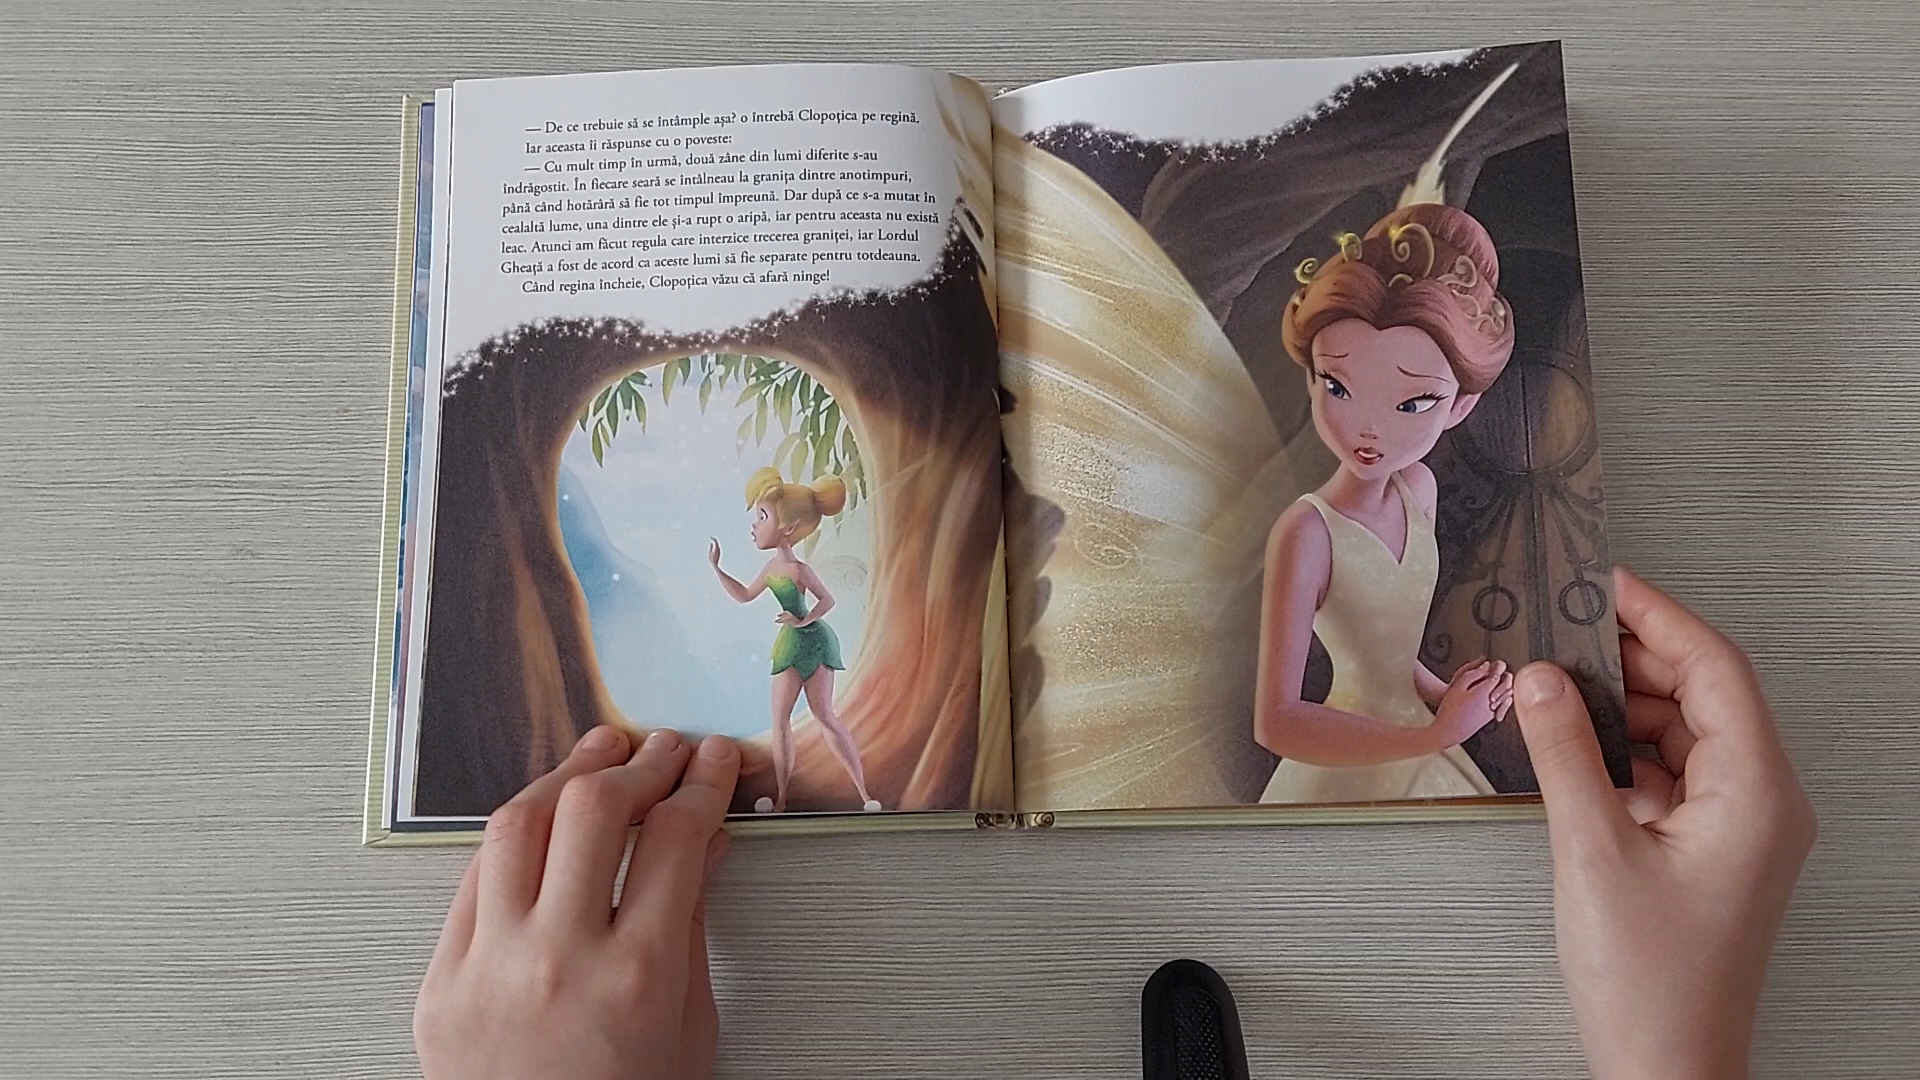 — De ce trebuie să se întâmple așa? o întrebă Clopoțica pe regină.
Iar aceasta îi răspunse cu o poveste:
— Cu mult timp în urmă, două zâne din lumi diferite s-au
îndrăgostit. În fiecare seară se întâlneau la granița dintre anotimpuri,
până când hotărâră să fie tot timpul împreună. Dar după ce s-a mutat în
cealaltă lume, una dintre ele și-a rupt o aripă, iar pentru aceasta nu există
leac. Atunci am făcut regula care interzice trecerea graniței, iar Lordul
Gheață a fost de acord ca aceste lumi să fie separate pentru totdeauna.
Când regina încheie, Clopoțica văzu că afară ninge!